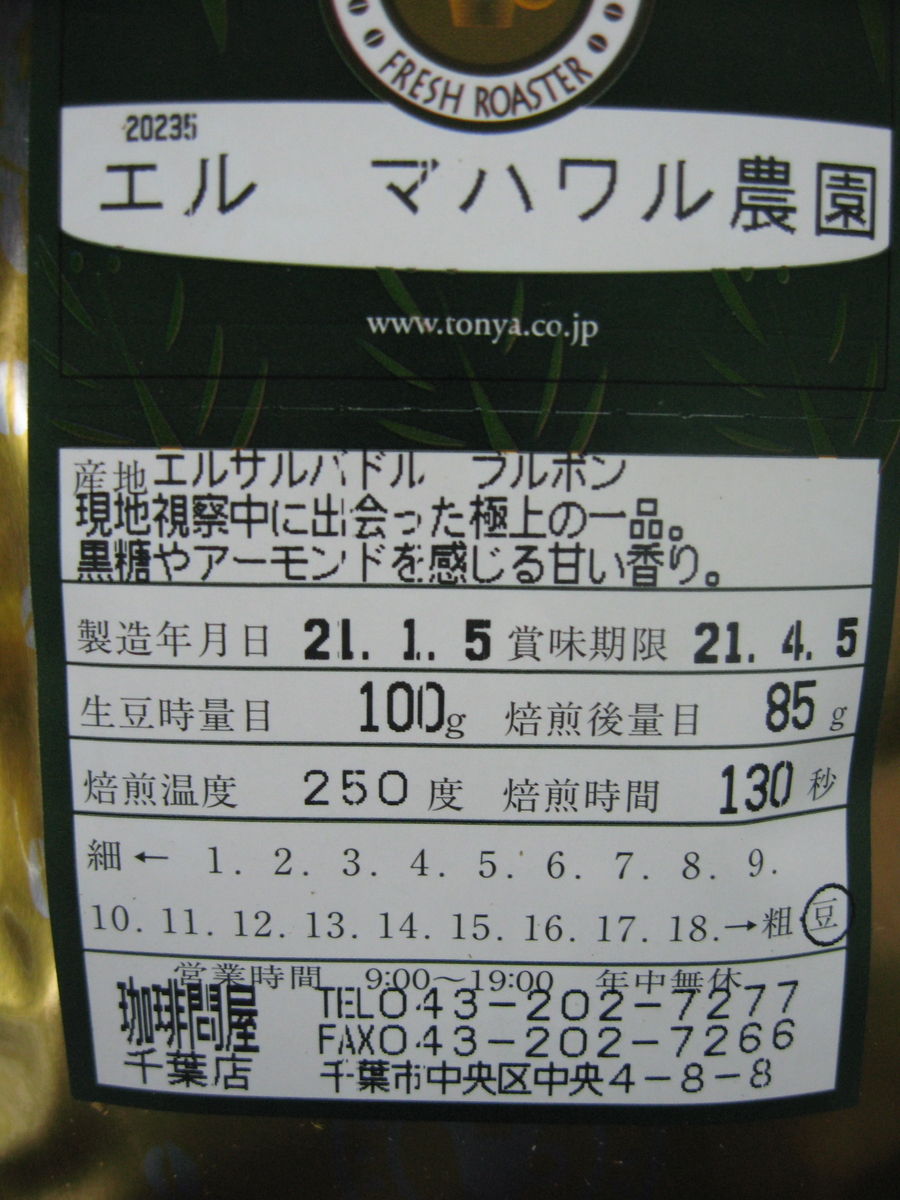 FRESH ROASTER
20235
エル　マハワル農園
www.tonya.co.jp
産地 エルサルバドル　ブルボン
現地視察中に出会った極上の一品。
黒糖やアーモンドを感じる甘い香り。
製造年月日 21. 1. 5 賞味期限 21. 4. 5
生豆時量目 100g 焙煎後量目 85g
焙煎温度 250度 焙煎時間 130秒
細← 1. 2. 3. 4. 5. 6. 7. 8. 9.
10. 11. 12. 13. 14. 15. 16. 17. 18.→粗 豆
営業時間　9:00〜19:00　年中無休
珈琲問屋 TEL043−202−7277
千葉店 FAX043−202−7266
千葉市中央区中央4−8−8